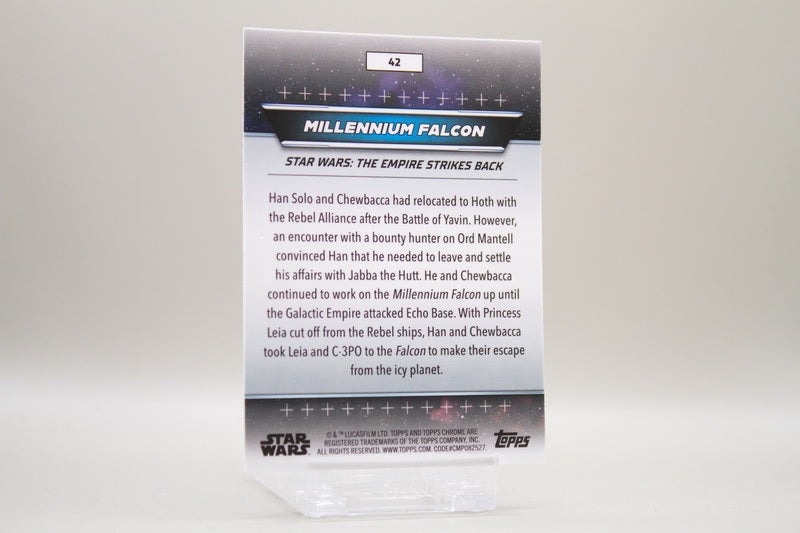 42
MILLENNIUM FALCON
STAR WARS: THE EMPIRE STRIKES BACK
Han Solo and Chewbacca had relocated to Hoth with
the Rebel Alliance after the Battle of Yavin. However,
an encounter with a bounty hunter on Ord Mantell
convinced Han that he needed to leave and settle
his affairs with Jabba the Hutt. He and Chewbacca
continued to work on the Millennium Falcon up until
the Galactic Empire attacked Echo Base. With Princess
Leia cut off from the Rebel ships, Han and Chewbacca
took Leia and C-3PO to the Falcon to make their escape
from the icy planet.
STAR
WARS
© & ™ LUCASFILM LTD. TOPPS AND TOPPS CHROME ARE
REGISTERED TRADEMARKS OF THE TOPPS COMPANY, INC.
ALL RIGHTS RESERVED. WWW.TOPPS.COM. CODE#CMP082527.
Topps